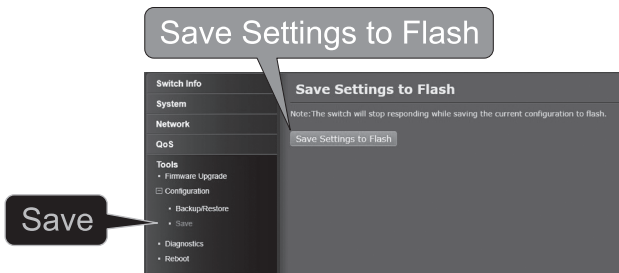 Save Settings to Flash
Switch Info
System
Network
QoS
Tools
• Firmware Upgrade
Configuration
• Backup/Restore
• Save
• Diagnostics
• Reboot
Save Settings to Flash
Note:The switch will stop responding while saving the current configuration to flash.
Save Settings to Flash
Save